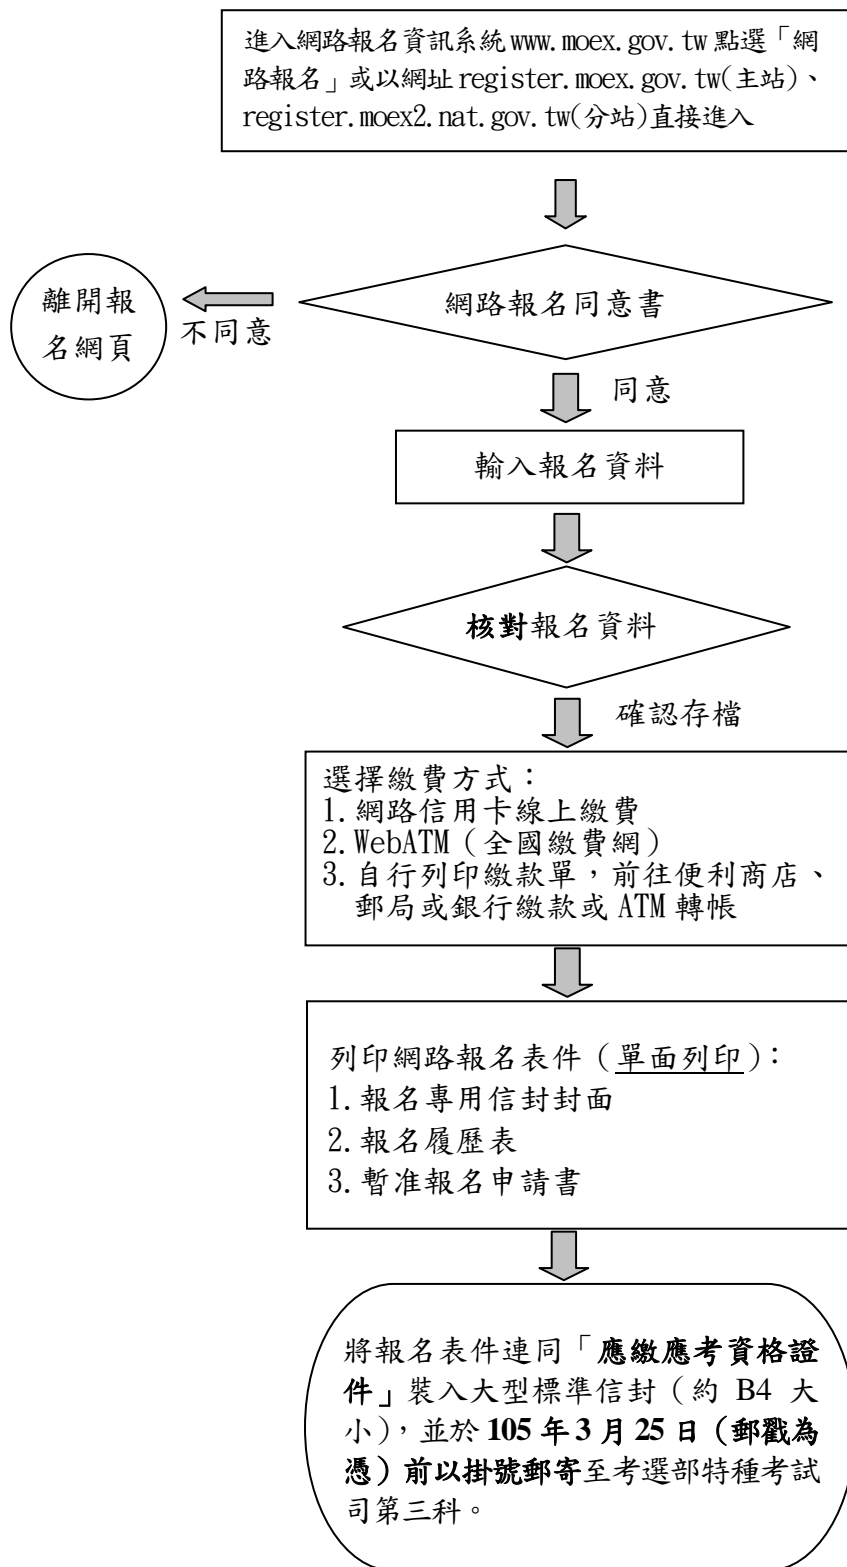 進入網路報名資訊系統 www.moex.gov.tw 點選「網
路報名」或以網址 register.moex.gov.tw(主站)、
register.moex2.nat.gov.tw(分站)直接進入
網路報名同意書
離開報
名網頁
不同意
同意
輸入報名資料
核對報名資料
確認存檔
選擇繳費方式：
1.網路信用卡線上繳費
2.WebATM（全國繳費網）
3.自行列印繳款單，前往便利商店、
郵局或銀行繳款或 ATM 轉帳
列印網路報名表件（單面列印）：
1.報名專用信封封面
2.報名履歷表
3.暫准報名申請書
將報名表件連同「應繳應考資格證
件」裝入大型標準信封（約 B4 大
小），並於 105 年 3 月 25 日（郵戳為
憑）前以掛號郵寄至考選部特種考試
司第三科。